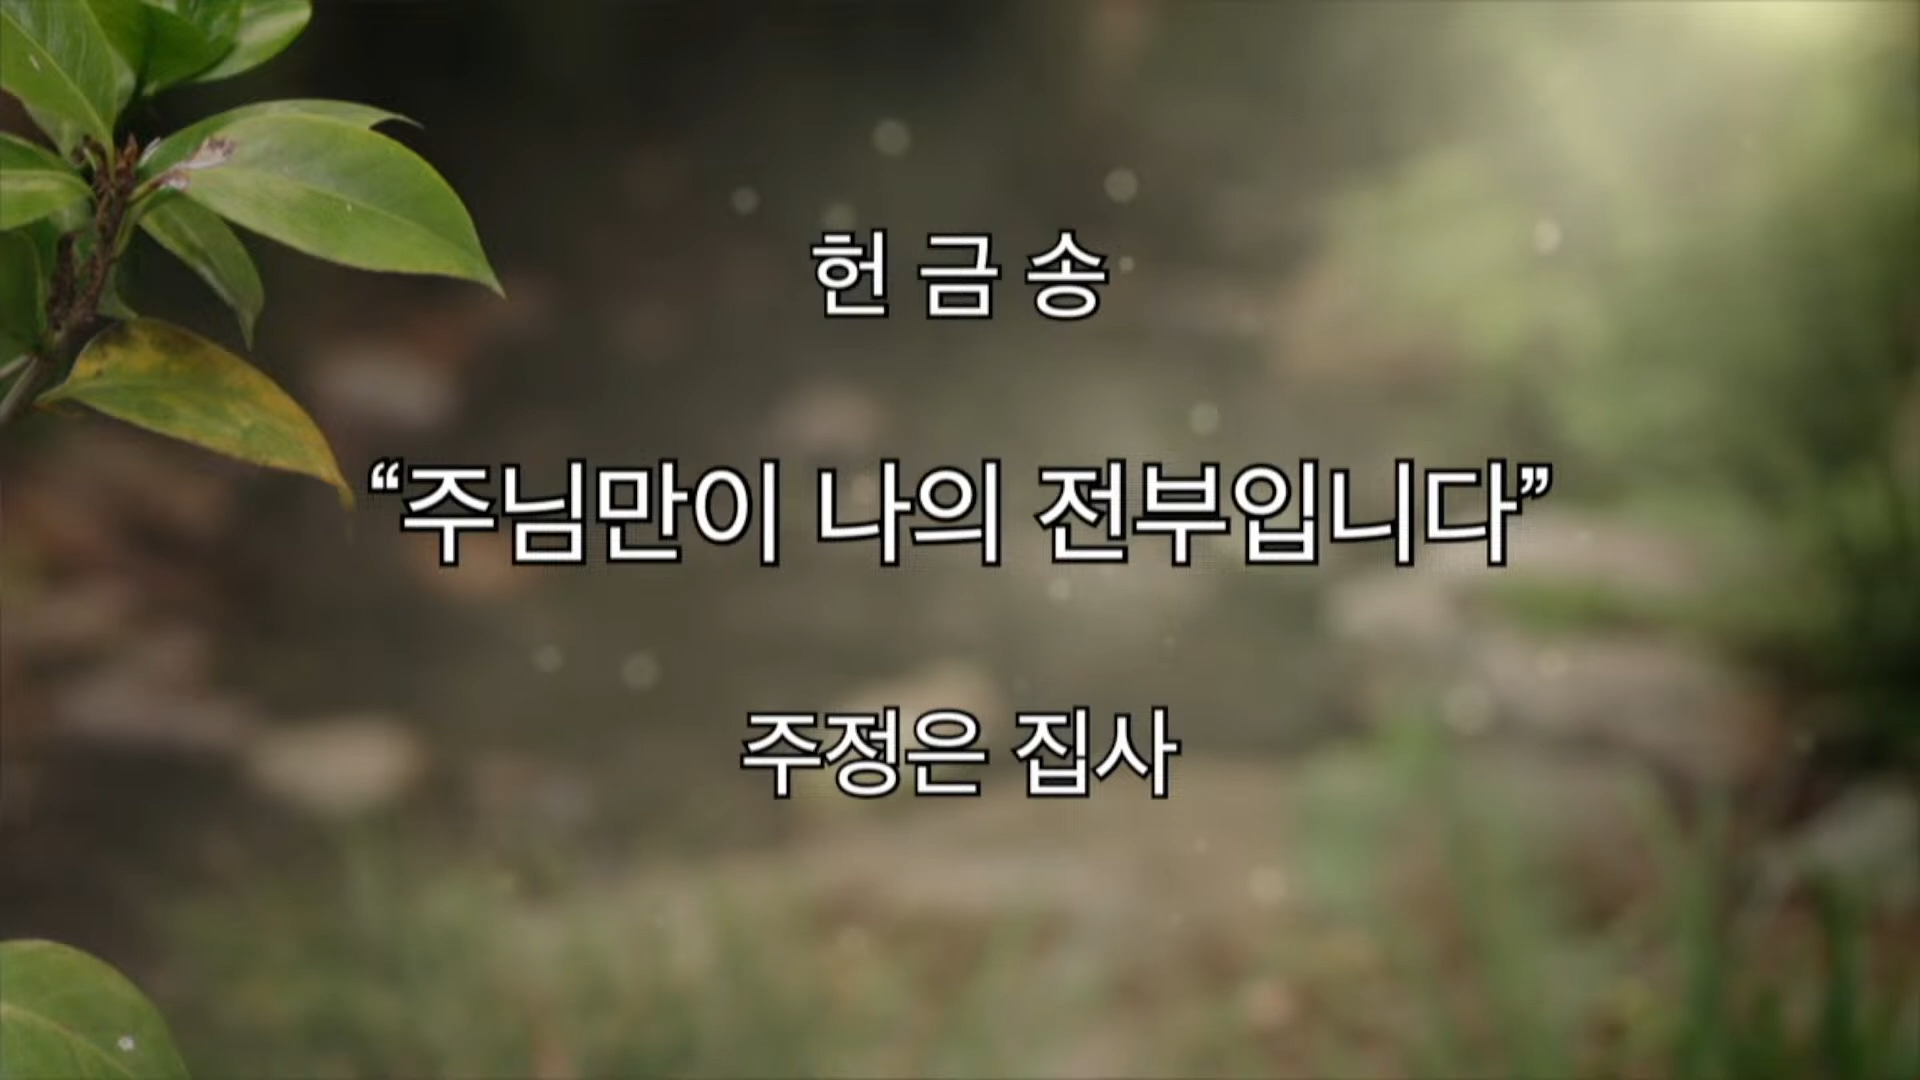 헌 금 송
“주님만이 나의 전부입니다”
주정은 집사